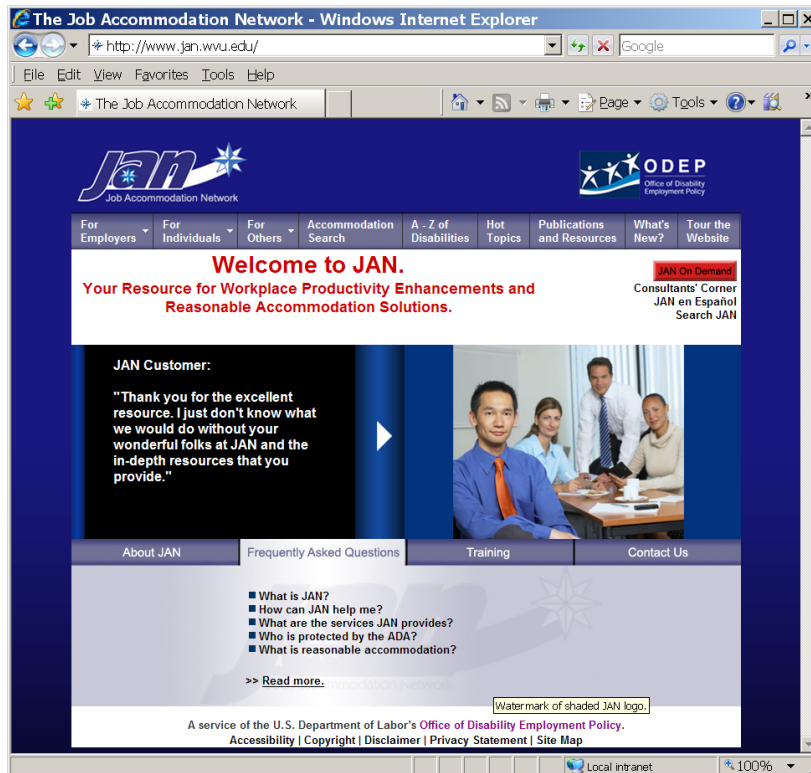 The Job Accommodation Network - Windows Internet Explorer
http://www.jan.wvu.edu/
Google
File Edit View Favorites Tools Help
The Job Accommodation Network
Page Tools
jan
Job Accommodation Network
ODEP
Office of Disability
Employment Policy
For Employers
For Individuals
For Others
Accommodation Search
A - Z of Disabilities
Hot Topics
Publications and Resources
What's New?
Tour the Website
Welcome to JAN.
Your Resource for Workplace Productivity Enhancements and
Reasonable Accommodation Solutions.
JAN On Demand
Consultants' Corner
JAN en Español
Search JAN
JAN Customer:
"Thank you for the excellent
resource. I just don't know what
we would do without your
wonderful folks at JAN and the
in-depth resources that you
provide."
About JAN
Frequently Asked Questions
Training
Contact Us
What is JAN?
How can JAN help me?
What are the services JAN provides?
Who is protected by the ADA?
What is reasonable accommodation?
>> Read more.
Watermark of shaded JAN logo.
A service of the U.S. Department of Labor's Office of Disability Employment Policy.
Accessibility | Copyright | Disclaimer | Privacy Statement | Site Map
Local intranet
100%